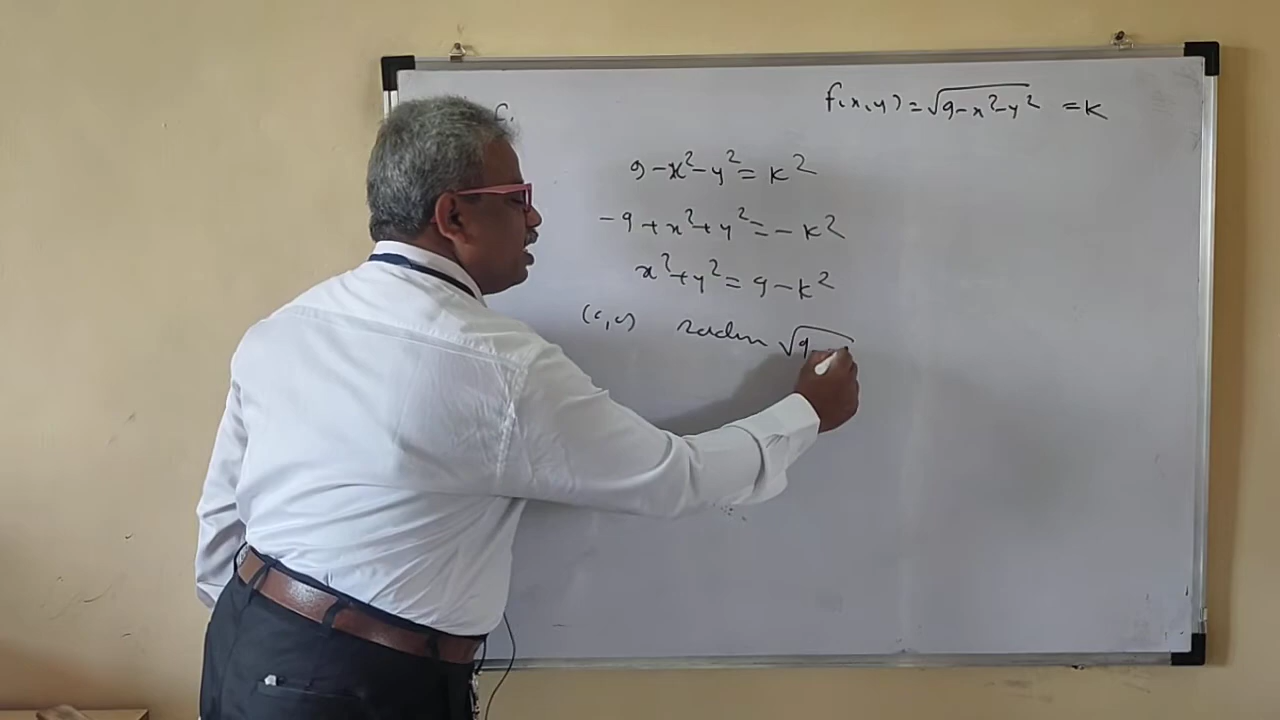 f(x,y) = √9-x²-y² = k
9-x²-y² = k²
-9+x²+y² = -k²
x²+y² = 9-k²
(0,0) radius √9-